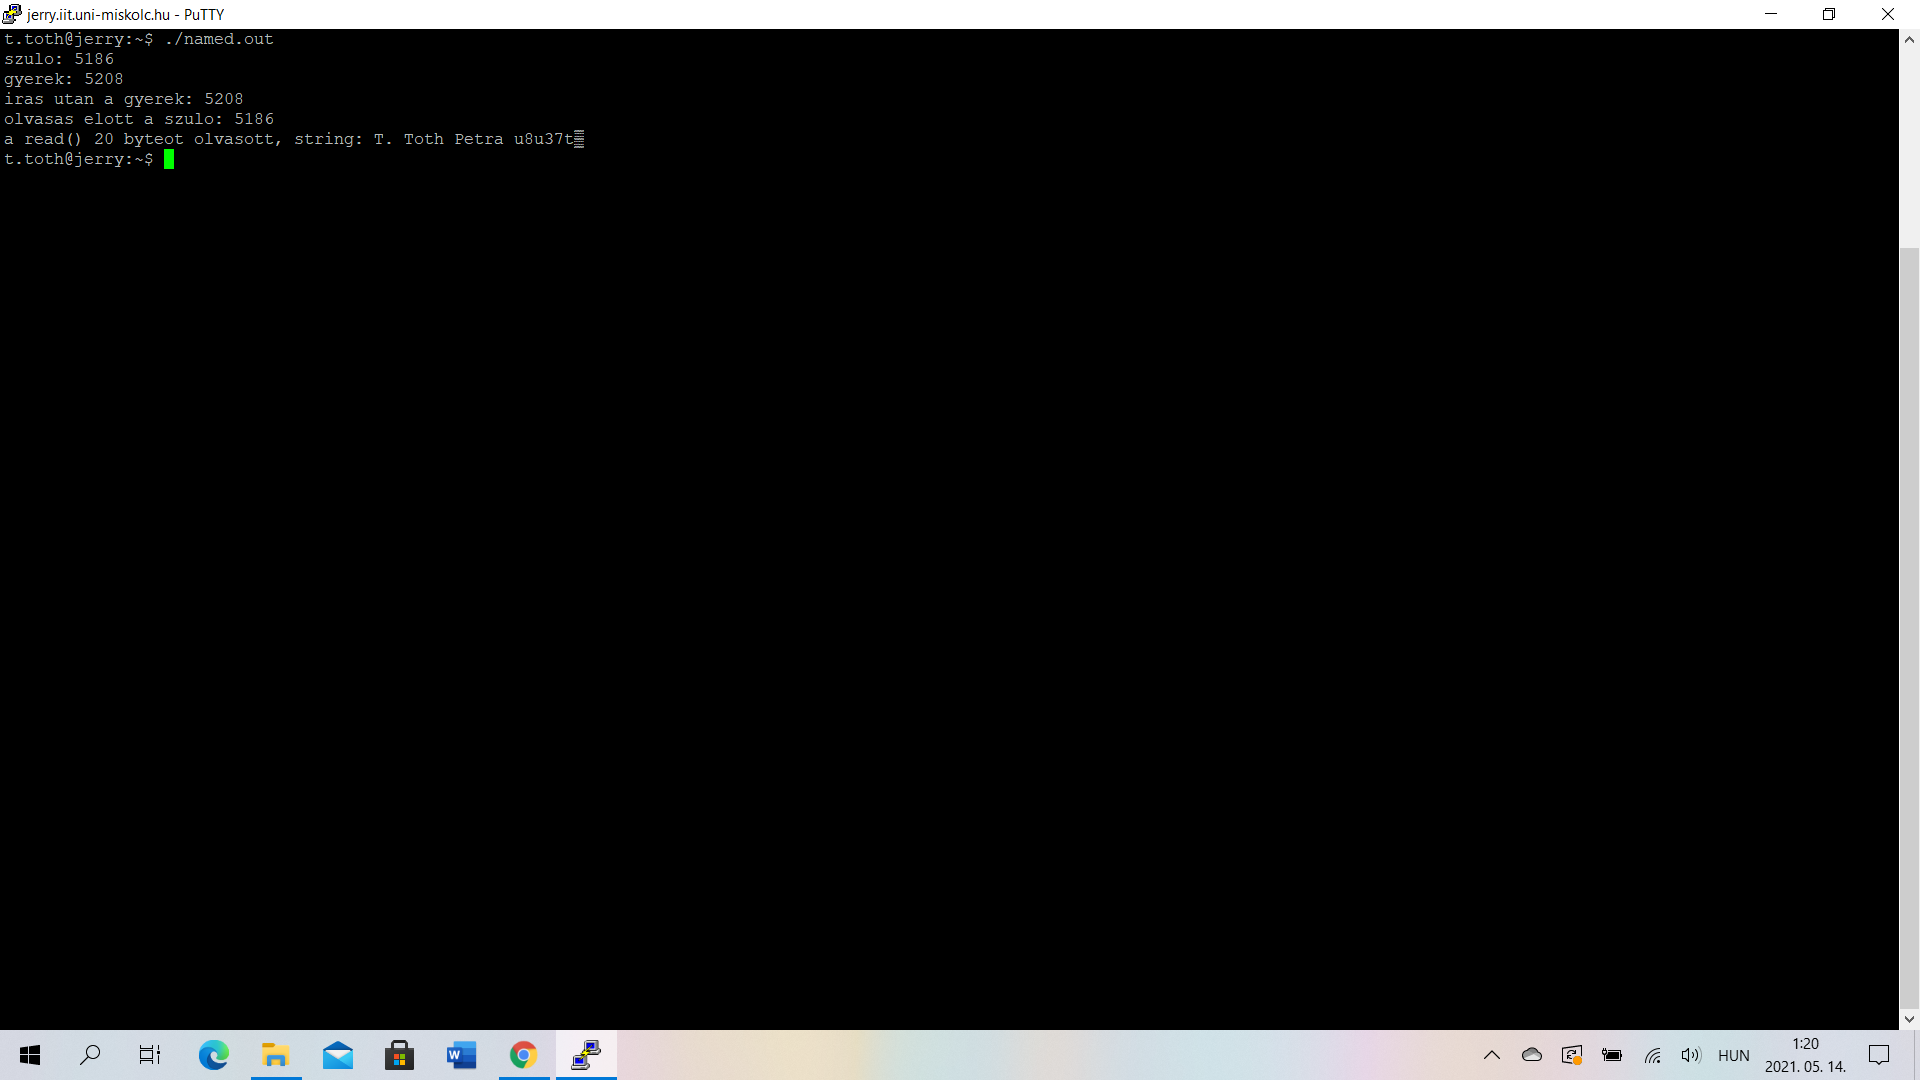 jerry.iit.uni-miskolc.hu - PuTTY
t.toth@jerry:~$ ./named.out
szulo: 5186
gyerek: 5208
iras utan a gyerek: 5208
olvasas elott a szulo: 5186
a read() 20 byteot olvasott, string: T. Toth Petra u8u37t▒
t.toth@jerry:~$
HUN
1:20
2021. 05. 14.